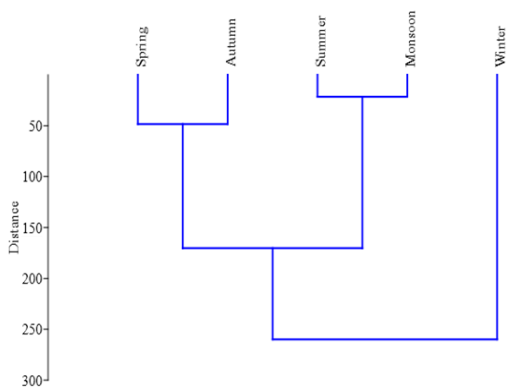 Spring
Autumn
Summer
Monsoon
Winter
Distance
50
100
150
200
250
300